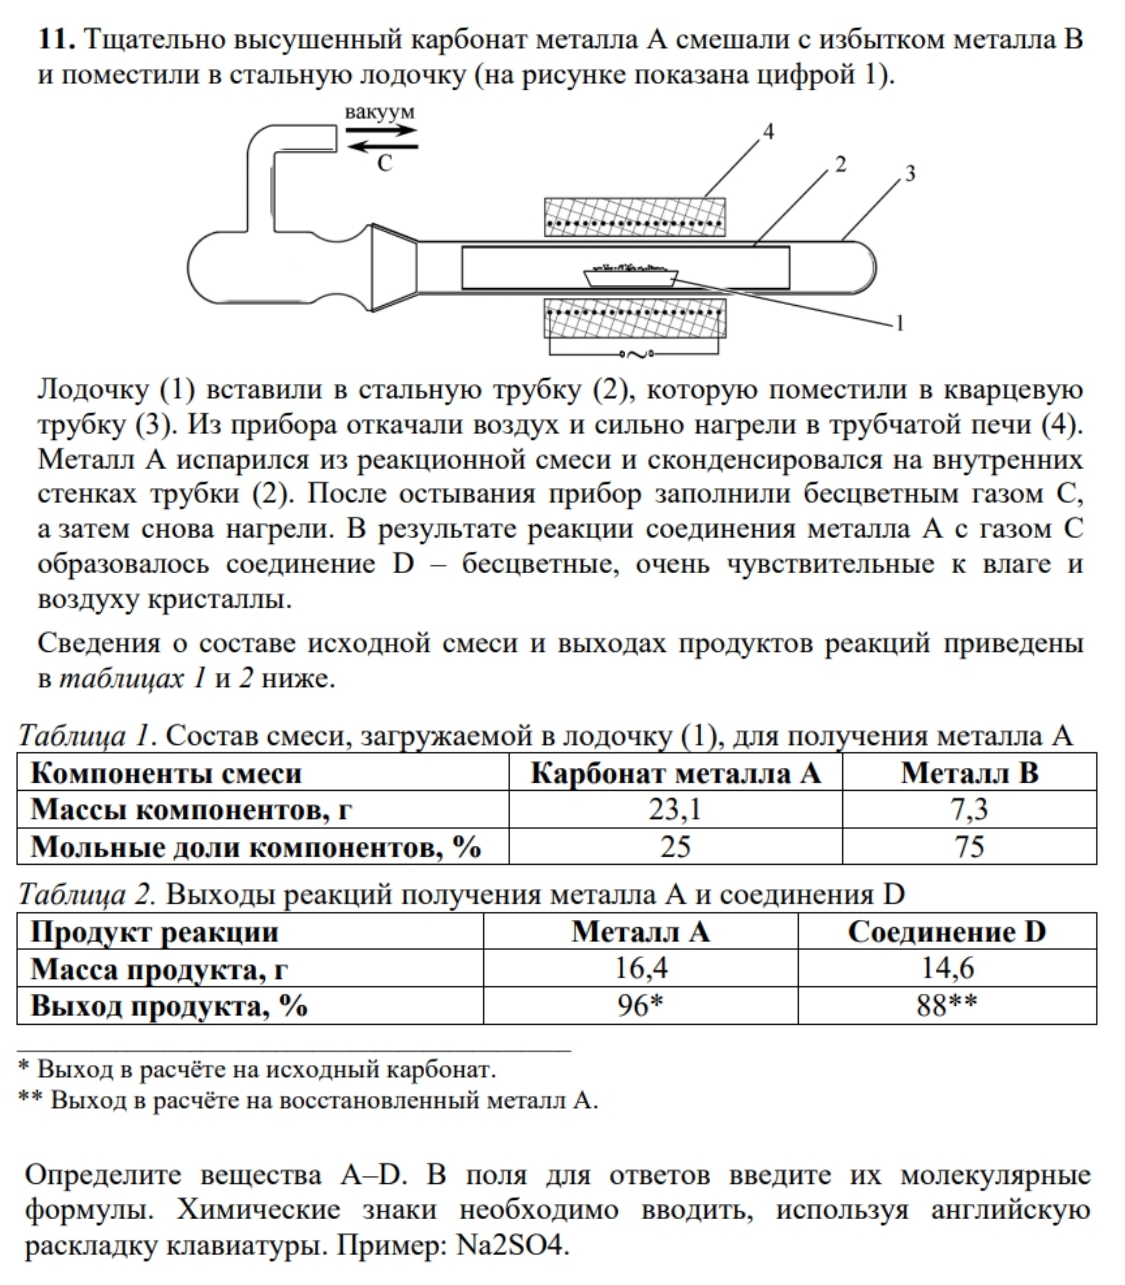 11. Тщательно высушенный карбонат металла А смешали с избытком металла В
и поместили в стальную лодочку (на рисунке показана цифрой 1).
вакуум
С
4
2
3
1
Лодочку (1) вставили в стальную трубку (2), которую поместили в кварцевую
трубку (3). Из прибора откачали воздух и сильно нагрели в трубчатой печи (4).
Металл А испарился из реакционной смеси и сконденсировался на внутренних
стенках трубки (2). После остывания прибор заполнили бесцветным газом С,
а затем снова нагрели. В результате реакции соединения металла А с газом С
образовалось соединение D – бесцветные, очень чувствительные к влаге и
воздуху кристаллы.
Сведения о составе исходной смеси и выходах продуктов реакций приведены
в таблицах 1 и 2 ниже.
Таблица 1. Состав смеси, загружаемой в лодочку (1), для получения металла А
Компоненты смеси Карбонат металла А Металл В
Массы компонентов, г 23,1 7,3
Мольные доли компонентов, % 25 75
Таблица 2. Выходы реакций получения металла А и соединения D
Продукт реакции Металл А Соединение D
Масса продукта, г 16,4 14,6
Выход продукта, % 96* 88**
* Выход в расчёте на исходный карбонат.
** Выход в расчёте на восстановленный металл А.
Определите вещества A–D. В поля для ответов введите их молекулярные
формулы. Химические знаки необходимо вводить, используя английскую
раскладку клавиатуры. Пример: Na2SO4.